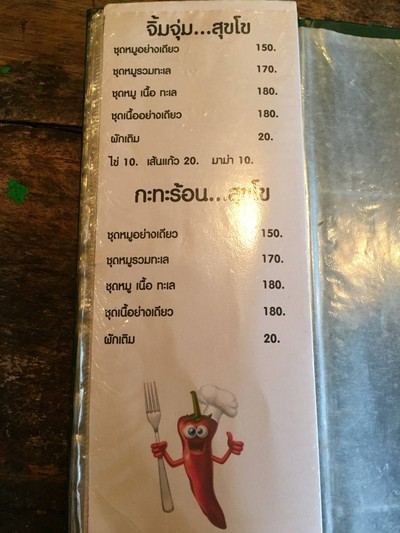 จิ้มจุ่ม...สุขโข
ชุดหมูอย่างเดียว 150.
ชุดหมูรวมทะเล 170.
ชุดหมู เนื้อ ทะเล 180.
ชุดเนื้ออย่างเดียว 180.
ผักเติม 20.
ไข่ 10. เส้นแก้ว 20. มาม่า 10.
กะทะร้อน...สุขโข
ชุดหมูอย่างเดียว 150.
ชุดหมูรวมทะเล 170.
ชุดหมู เนื้อ ทะเล 180.
ชุดเนื้อย่างเดียว 180.
ผักเติม 20.